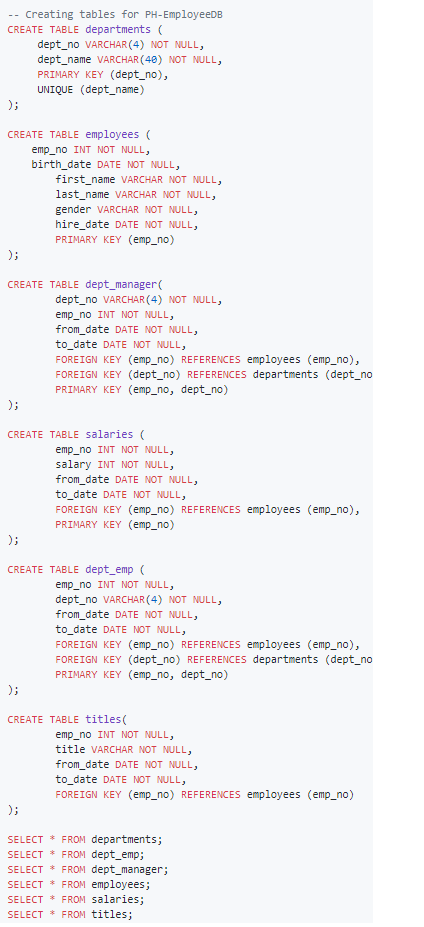 -- Creating tables for PH-EmployeeDB
CREATE TABLE departments (
     dept_no VARCHAR(4) NOT NULL,
     dept_name VARCHAR(40) NOT NULL,
     PRIMARY KEY (dept_no),
     UNIQUE (dept_name)
);

CREATE TABLE employees (
    emp_no INT NOT NULL,
    birth_date DATE NOT NULL,
        first_name VARCHAR NOT NULL,
        last_name VARCHAR NOT NULL,
        gender VARCHAR NOT NULL,
        hire_date DATE NOT NULL,
        PRIMARY KEY (emp_no)
);

CREATE TABLE dept_manager(
        dept_no VARCHAR(4) NOT NULL,
        emp_no INT NOT NULL,
        from_date DATE NOT NULL,
        to_date DATE NOT NULL,
        FOREIGN KEY (emp_no) REFERENCES employees (emp_no),
        FOREIGN KEY (dept_no) REFERENCES departments (dept_no
        PRIMARY KEY (emp_no, dept_no)
);

CREATE TABLE salaries (
        emp_no INT NOT NULL,
        salary INT NOT NULL,
        from_date DATE NOT NULL,
        to_date DATE NOT NULL,
        FOREIGN KEY (emp_no) REFERENCES employees (emp_no),
        PRIMARY KEY (emp_no)
);

CREATE TABLE dept_emp (
        emp_no INT NOT NULL,
        dept_no VARCHAR(4) NOT NULL,
        from_date DATE NOT NULL,
        to_date DATE NOT NULL,
        FOREIGN KEY (emp_no) REFERENCES employees (emp_no),
        FOREIGN KEY (dept_no) REFERENCES departments (dept_no
        PRIMARY KEY (emp_no, dept_no)
);

CREATE TABLE titles(
        emp_no INT NOT NULL,
        title VARCHAR NOT NULL,
        from_date DATE NOT NULL,
        to_date DATE NOT NULL,
        FOREIGN KEY (emp_no) REFERENCES employees (emp_no)
);

SELECT * FROM departments;
SELECT * FROM dept_emp;
SELECT * FROM dept_manager;
SELECT * FROM employees;
SELECT * FROM salaries;
SELECT * FROM titles;